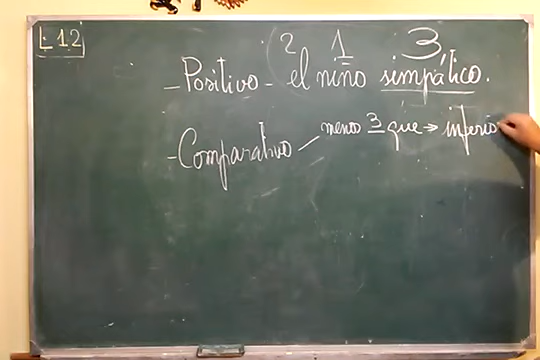 L 12
2 1 3
- Positivo - el niño simpático.
- Comparativo menos 3 que → inferio